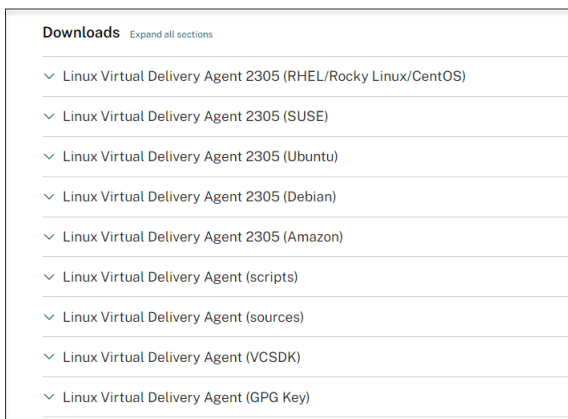 Downloads Expand all sections
Linux Virtual Delivery Agent 2305 (RHEL/Rocky Linux/CentOS)
Linux Virtual Delivery Agent 2305 (SUSE)
Linux Virtual Delivery Agent 2305 (Ubuntu)
Linux Virtual Delivery Agent 2305 (Debian)
Linux Virtual Delivery Agent 2305 (Amazon)
Linux Virtual Delivery Agent (scripts)
Linux Virtual Delivery Agent (sources)
Linux Virtual Delivery Agent (VCSDK)
Linux Virtual Delivery Agent (GPG Key)